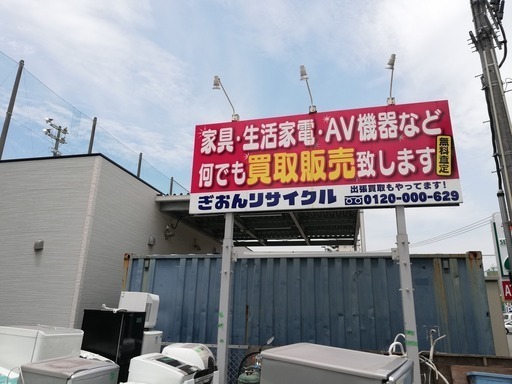 家具・生活家電・AV機器など
何でも買取販売致します
無料査定
ぎおんリサイクル
出張買取もやってます!
0120-000-629